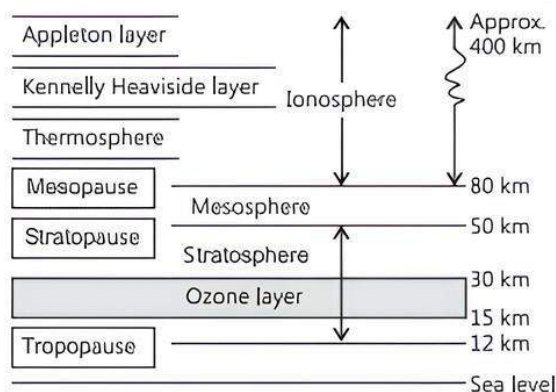 Appleton layer
Approx.
400 km
Kennelly Heaviside layer
Ionosphere
Thermosphere
Mesopause
80 km
Mesosphere
Stratopause
50 km
Stratosphere
30 km
Ozone layer
15 km
Tropopause
12 km
Sea level